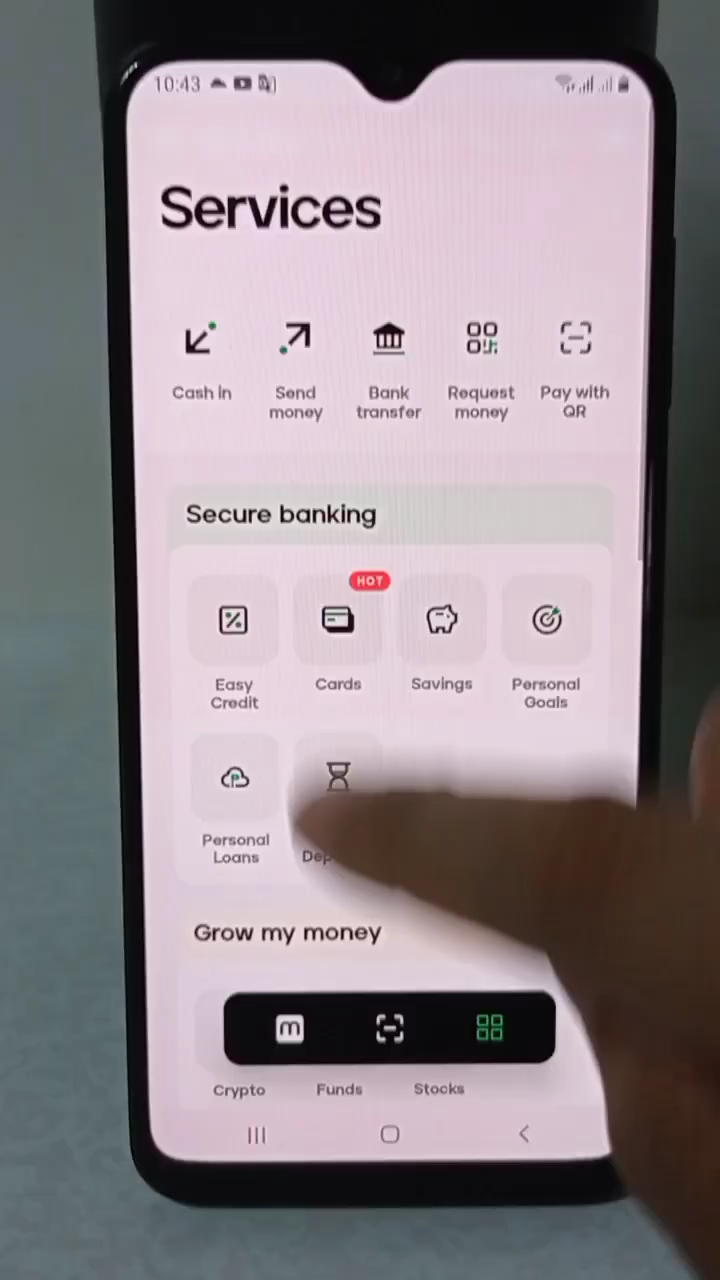 10:43
Services
Cash in
Send
money
Bank
transfer
Request
money
Pay with
QR
Secure banking
HOT
Easy
Credit
Cards
Savings
Personal
Goals
Personal
Loans
Grow my money
m
Crypto
Funds
Stocks